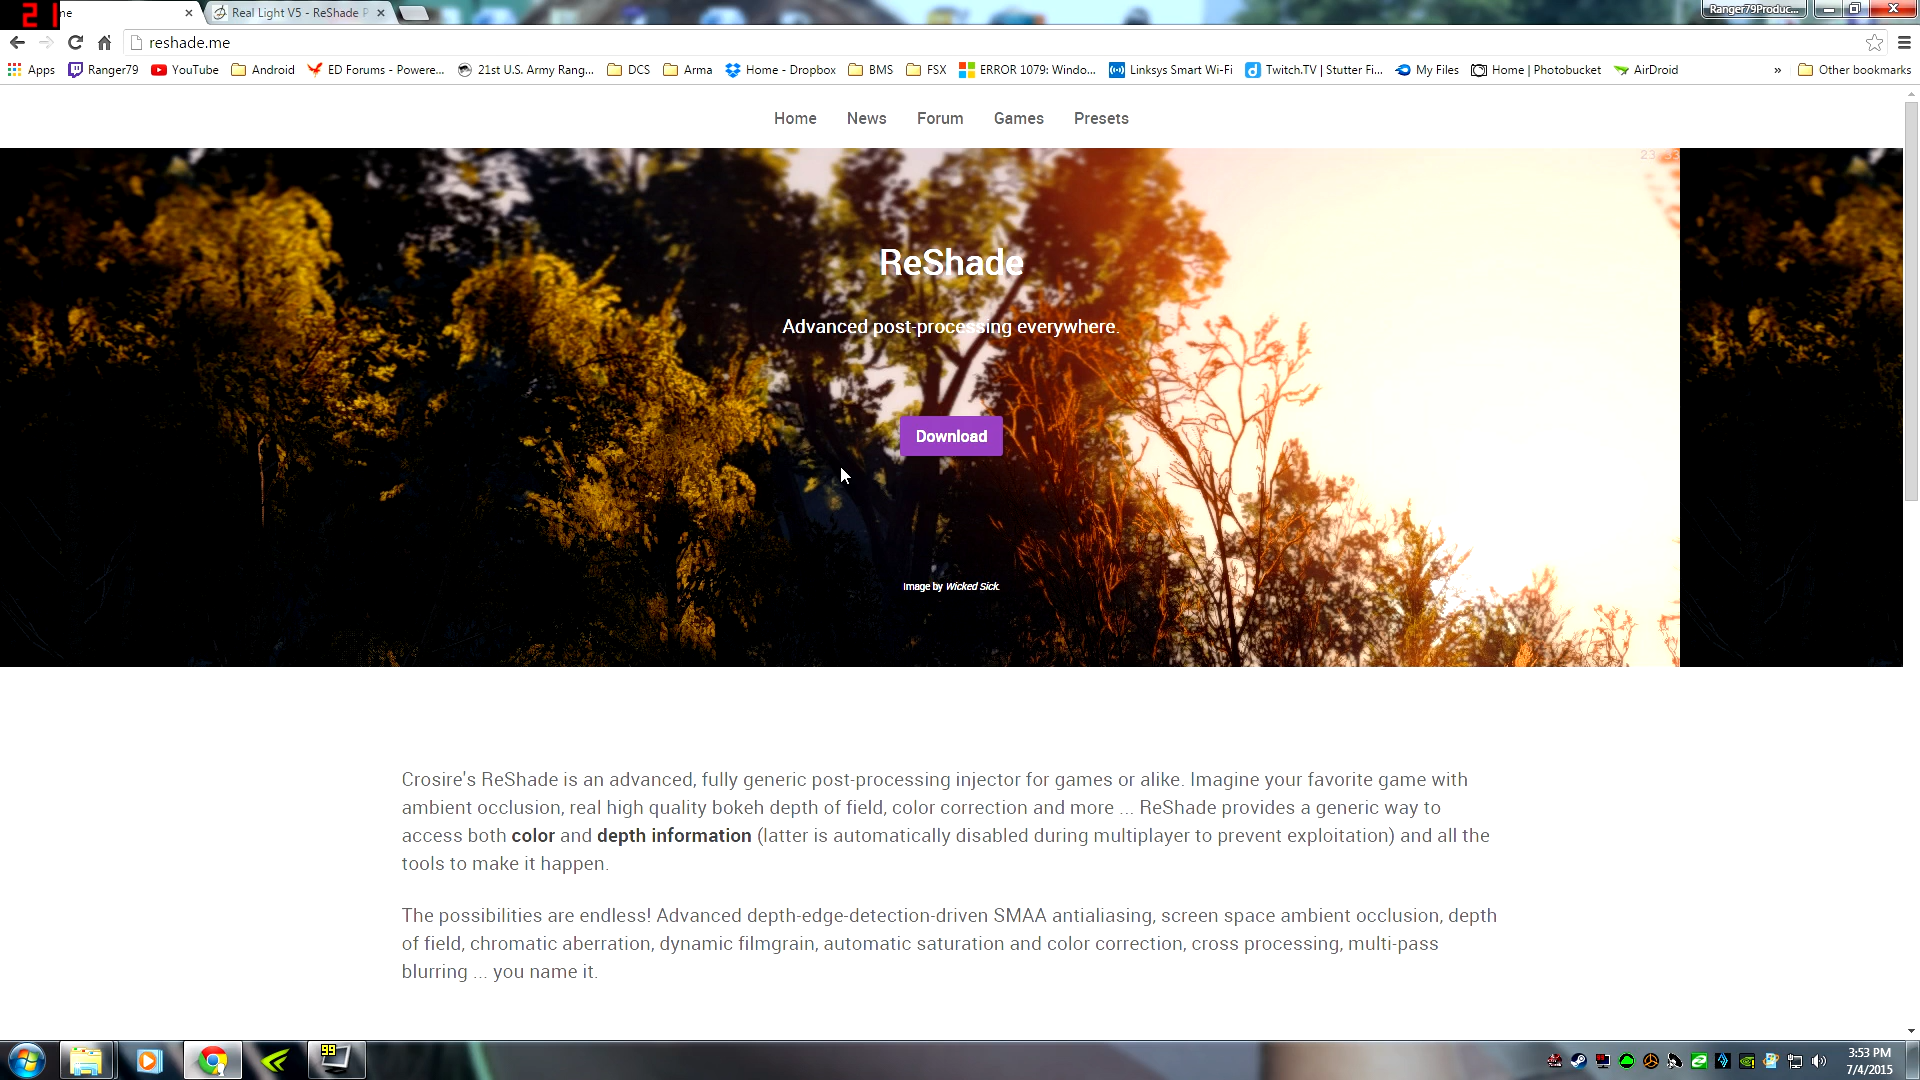 21
me
Real Light V5 - ReShade P
Ranger79Produc...
reshade.me
Apps
Ranger79
YouTube
Android
ED Forums - Powere...
21st U.S. Army Rang...
DCS
Arma
Home - Dropbox
BMS
FSX
ERROR 1079: Windo...
Linksys Smart Wi-Fi
Twitch.TV | Stutter Fi...
My Files
Home | Photobucket
AirDroid
»
Other bookmarks
Home
News
Forum
Games
Presets
ReShade
Advanced post-processing everywhere.
Download
Image by Wicked Sick.
Crosire's ReShade is an advanced, fully generic post-processing injector for games or alike. Imagine your favorite game with
ambient occlusion, real high quality bokeh depth of field, color correction and more ... ReShade provides a generic way to
access both color and depth information (latter is automatically disabled during multiplayer to prevent exploitation) and all the
tools to make it happen.
The possibilities are endless! Advanced depth-edge-detection-driven SMAA antialiasing, screen space ambient occlusion, depth
of field, chromatic aberration, dynamic filmgrain, automatic saturation and color correction, cross processing, multi-pass
blurring ... you name it.
99
3:53 PM
7/4/2015